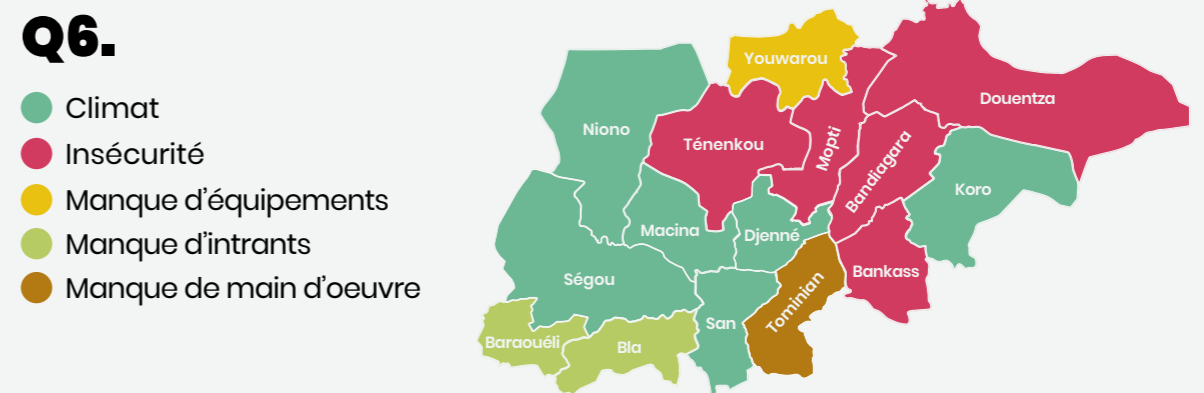 Q6.
Climat
Insécurité
Manque d'équipements
Manque d'intrants
Manque de main d'oeuvre
Youwarou
Douentza
Niono
Ténenkou
Mopti
Bandiagara
Koro
Macina
Djenné
Ségou
Bankass
Tominian
San
Baraouéli
Bla